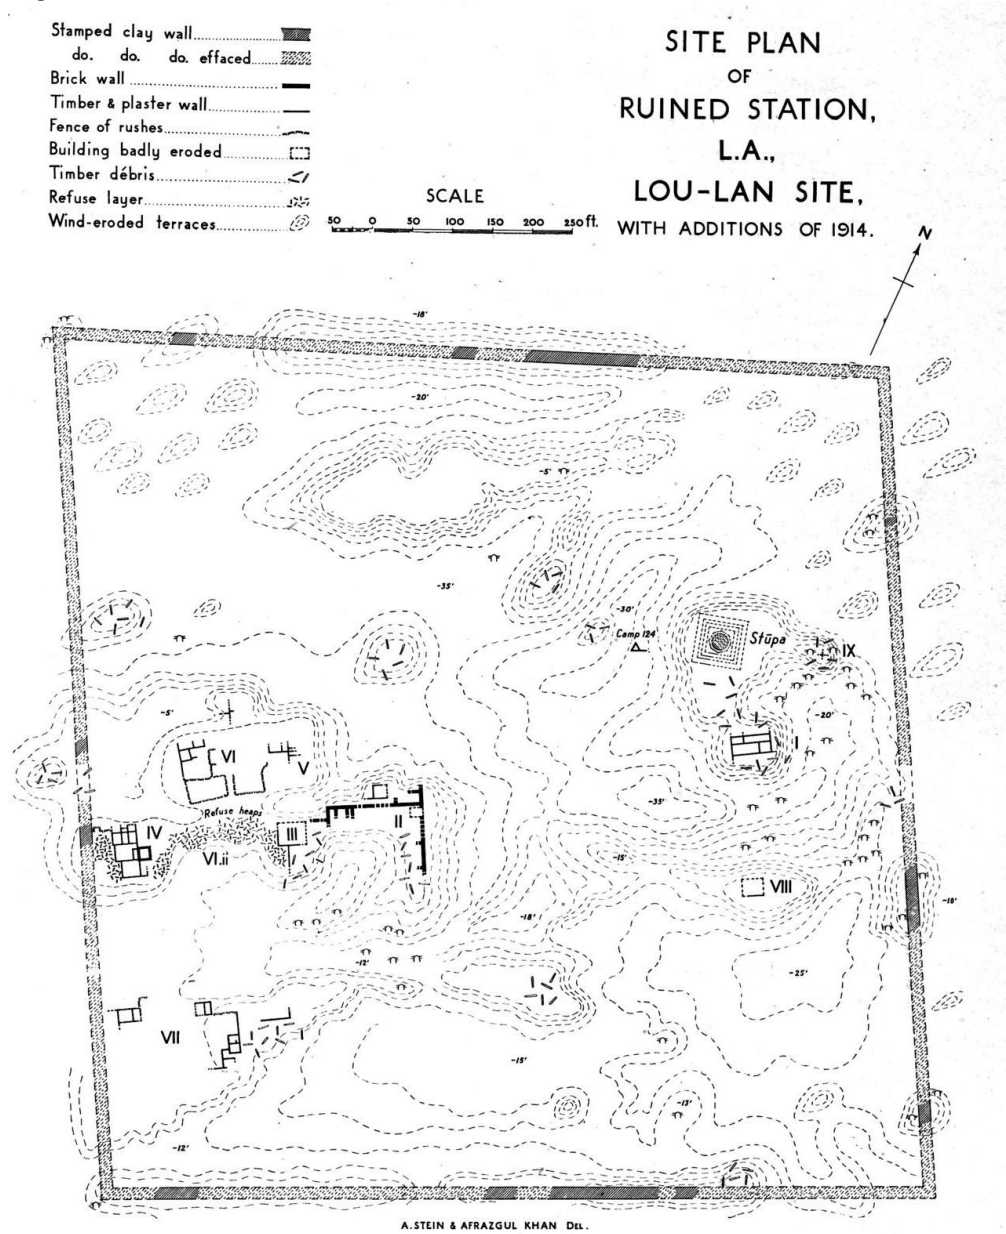 Stamped clay wall
do. do. do. effaced
Brick wall
Timber & plaster wall
Fence of rushes
Building badly eroded
Timber débris
Refuse layer
Wind-eroded terraces
SITE PLAN
OF
RUINED STATION,
L.A.,
LOU-LAN SITE,
WITH ADDITIONS OF 1914.
SCALE
50 0 50 100 150 200 250 ft.
N
-18'
-20'
-5'
-35'
-30'
Camp 124
Stūpa
IX
-5'
-20'
I
VI
V
-35'
Refuse heaps
IV
III
II
VI.ii
-15'
VIII
-18'
-18'
-12'
-25'
VII
I
-15'
-13'
-12'
A. STEIN & AFRAZGUL KHAN DEL.